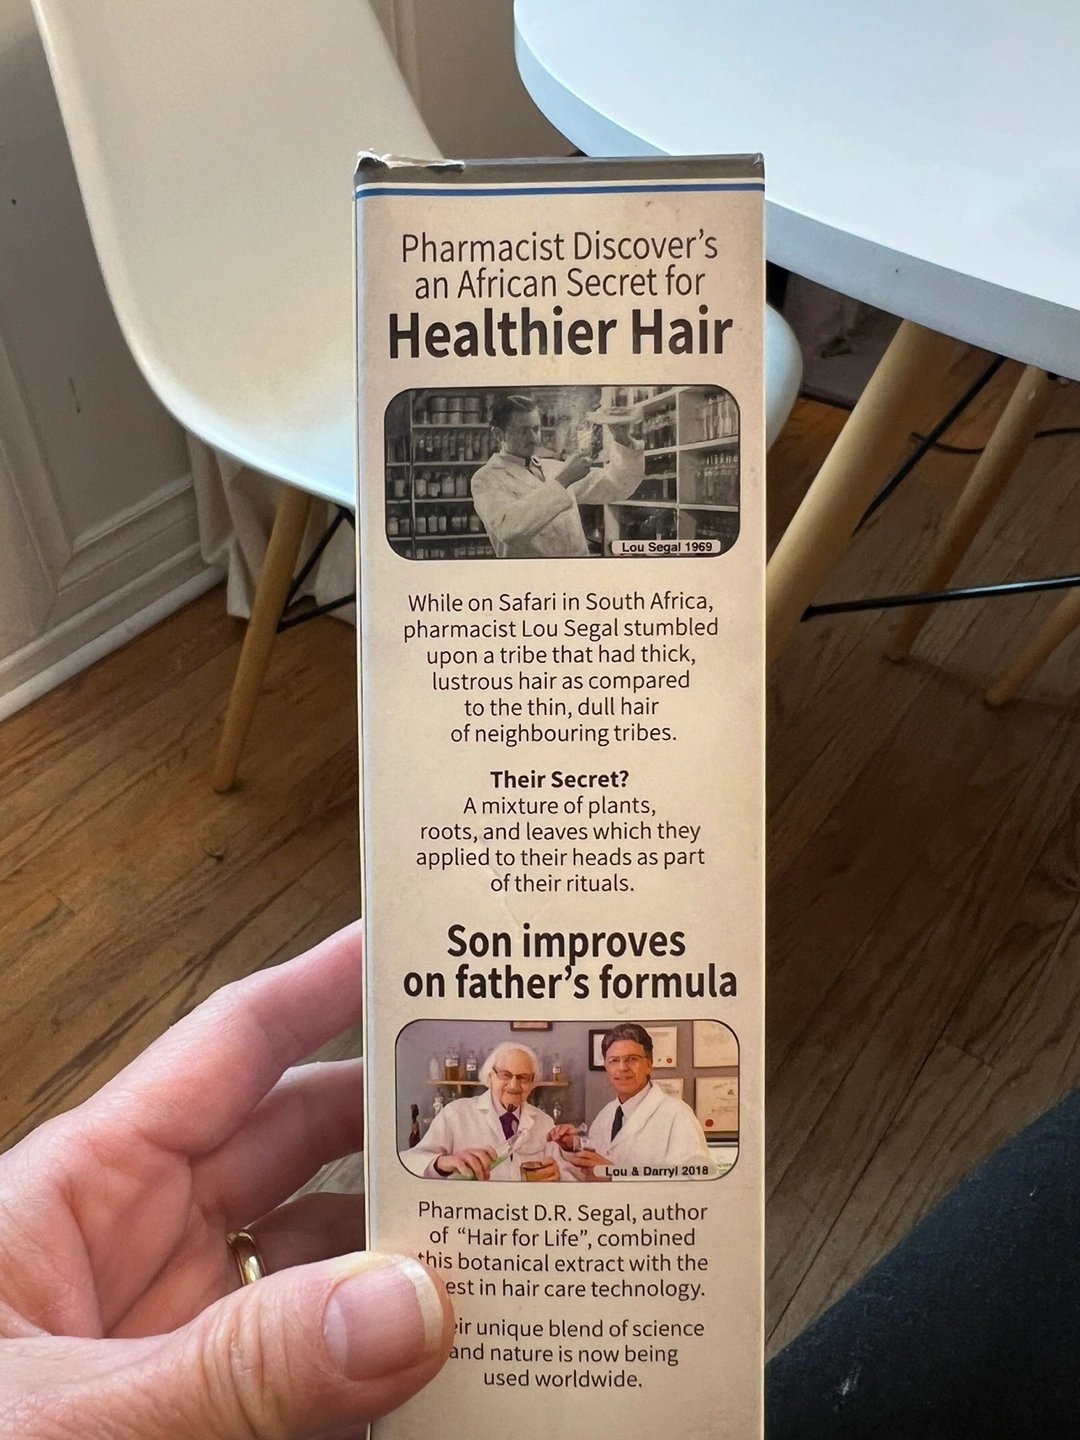 Pharmacist Discover's
an African Secret for
Healthier Hair
Lou Segal 1969
While on Safari in South Africa,
pharmacist Lou Segal stumbled
upon a tribe that had thick,
lustrous hair as compared
to the thin, dull hair
of neighbouring tribes.
Their Secret?
A mixture of plants,
roots, and leaves which they
applied to their heads as part
of their rituals.
Son improves
on father's formula
Lou & Darryl 2018
Pharmacist D.R. Segal, author
of "Hair for Life", combined
this botanical extract with the
in hair care technology.
unique blend of science
and nature is now being
used worldwide.